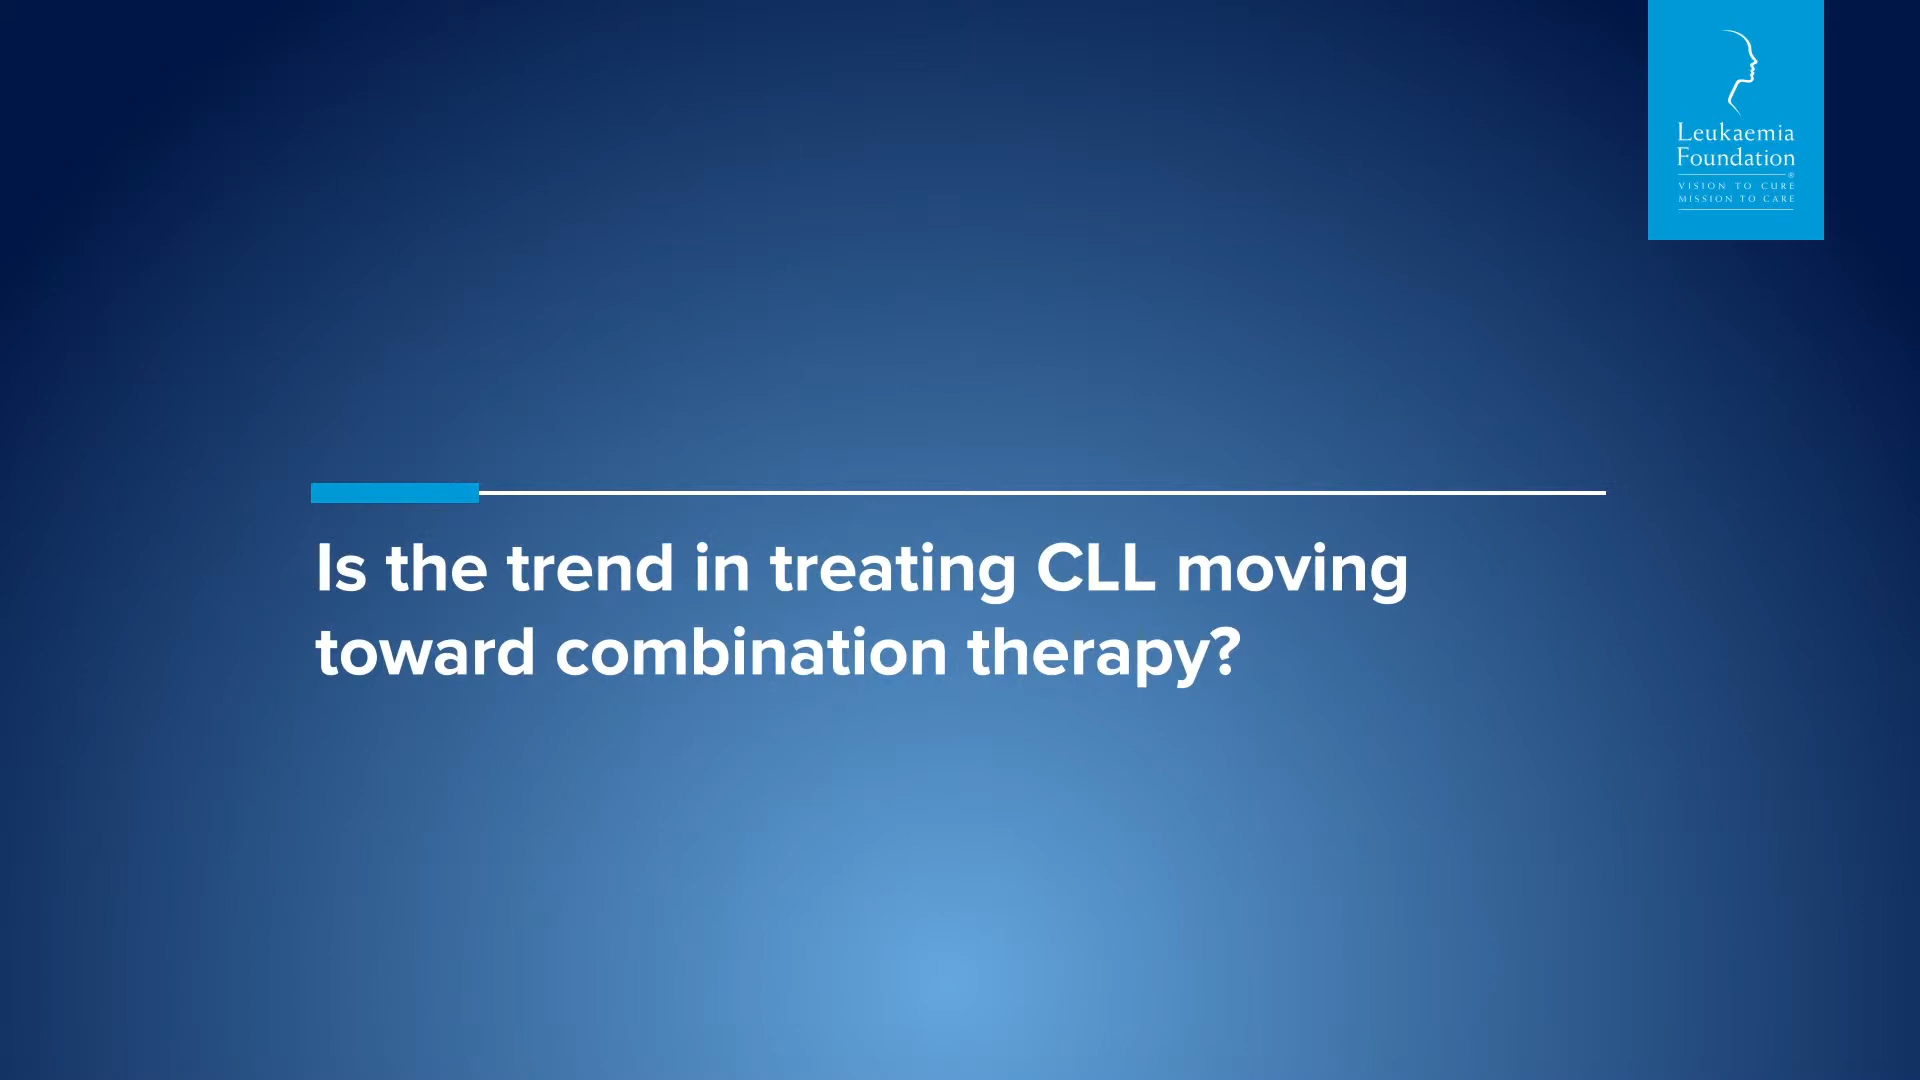 Leukaemia
Foundation
®
VISION TO CURE
MISSION TO CARE
Is the trend in treating CLL moving
toward combination therapy?